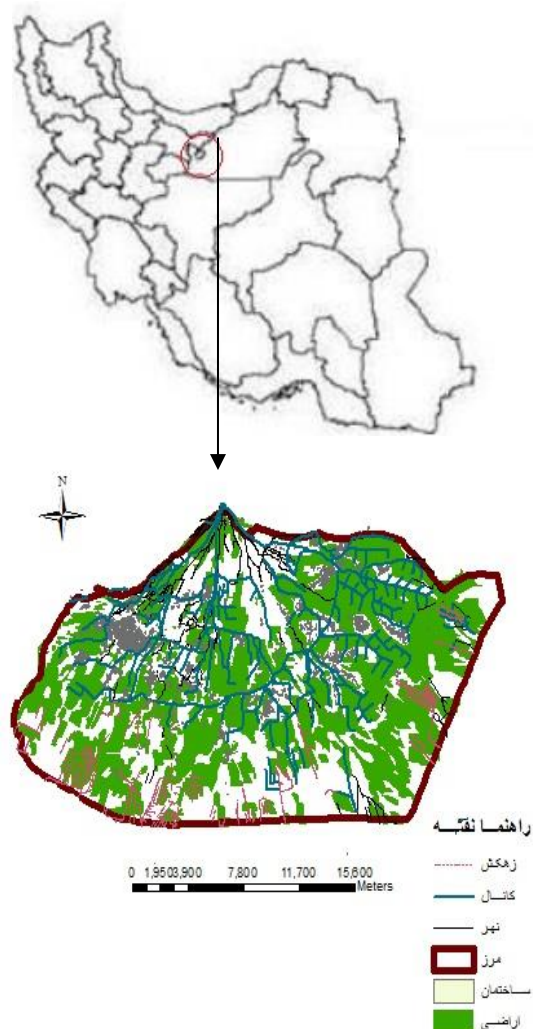 N
راهنما نقشه
زهکش
کانال
نهر
مرز
ساختمان
اراضی
0 1,950 3,900 7,800 11,700 15,600
Meters